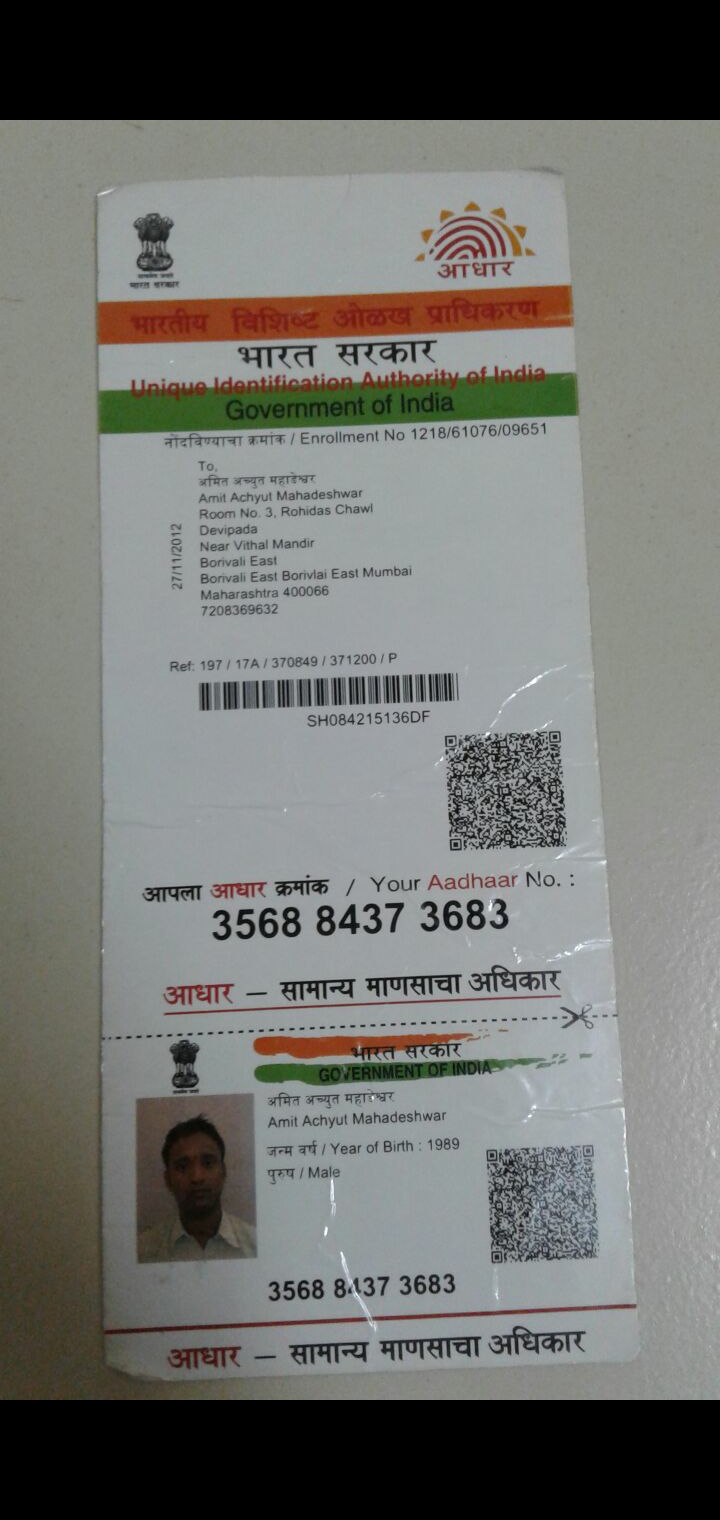 भारत सरकार
आधार
भारतीय विशिष्ट ओळख प्राधिकरण
भारत सरकार
Unique Identification Authority of India
Government of India
नोंदविण्याचा क्रमांक / Enrollment No 1218/61076/09651
To,
अमित अच्युत महाडेश्वर
Amit Achyut Mahadeshwar
Room No. 3, Rohidas Chawl
Devipada
Near Vithal Mandir
Borivali East
Borivali East Borivlai East Mumbai
Maharashtra 400066
7208369632
27/11/2012
Ref: 197 / 17A / 370849 / 371200 / P
SH084215136DF
आपला आधार क्रमांक / Your Aadhaar No. :
3568 8437 3683
आधार — सामान्य माणसाचा अधिकार
भारत सरकार
GOVERNMENT OF INDIA
अमित अच्युत महाडेश्वर
Amit Achyut Mahadeshwar
जन्म वर्ष / Year of Birth : 1989
पुरुष / Male
3568 8437 3683
आधार — सामान्य माणसाचा अधिकार